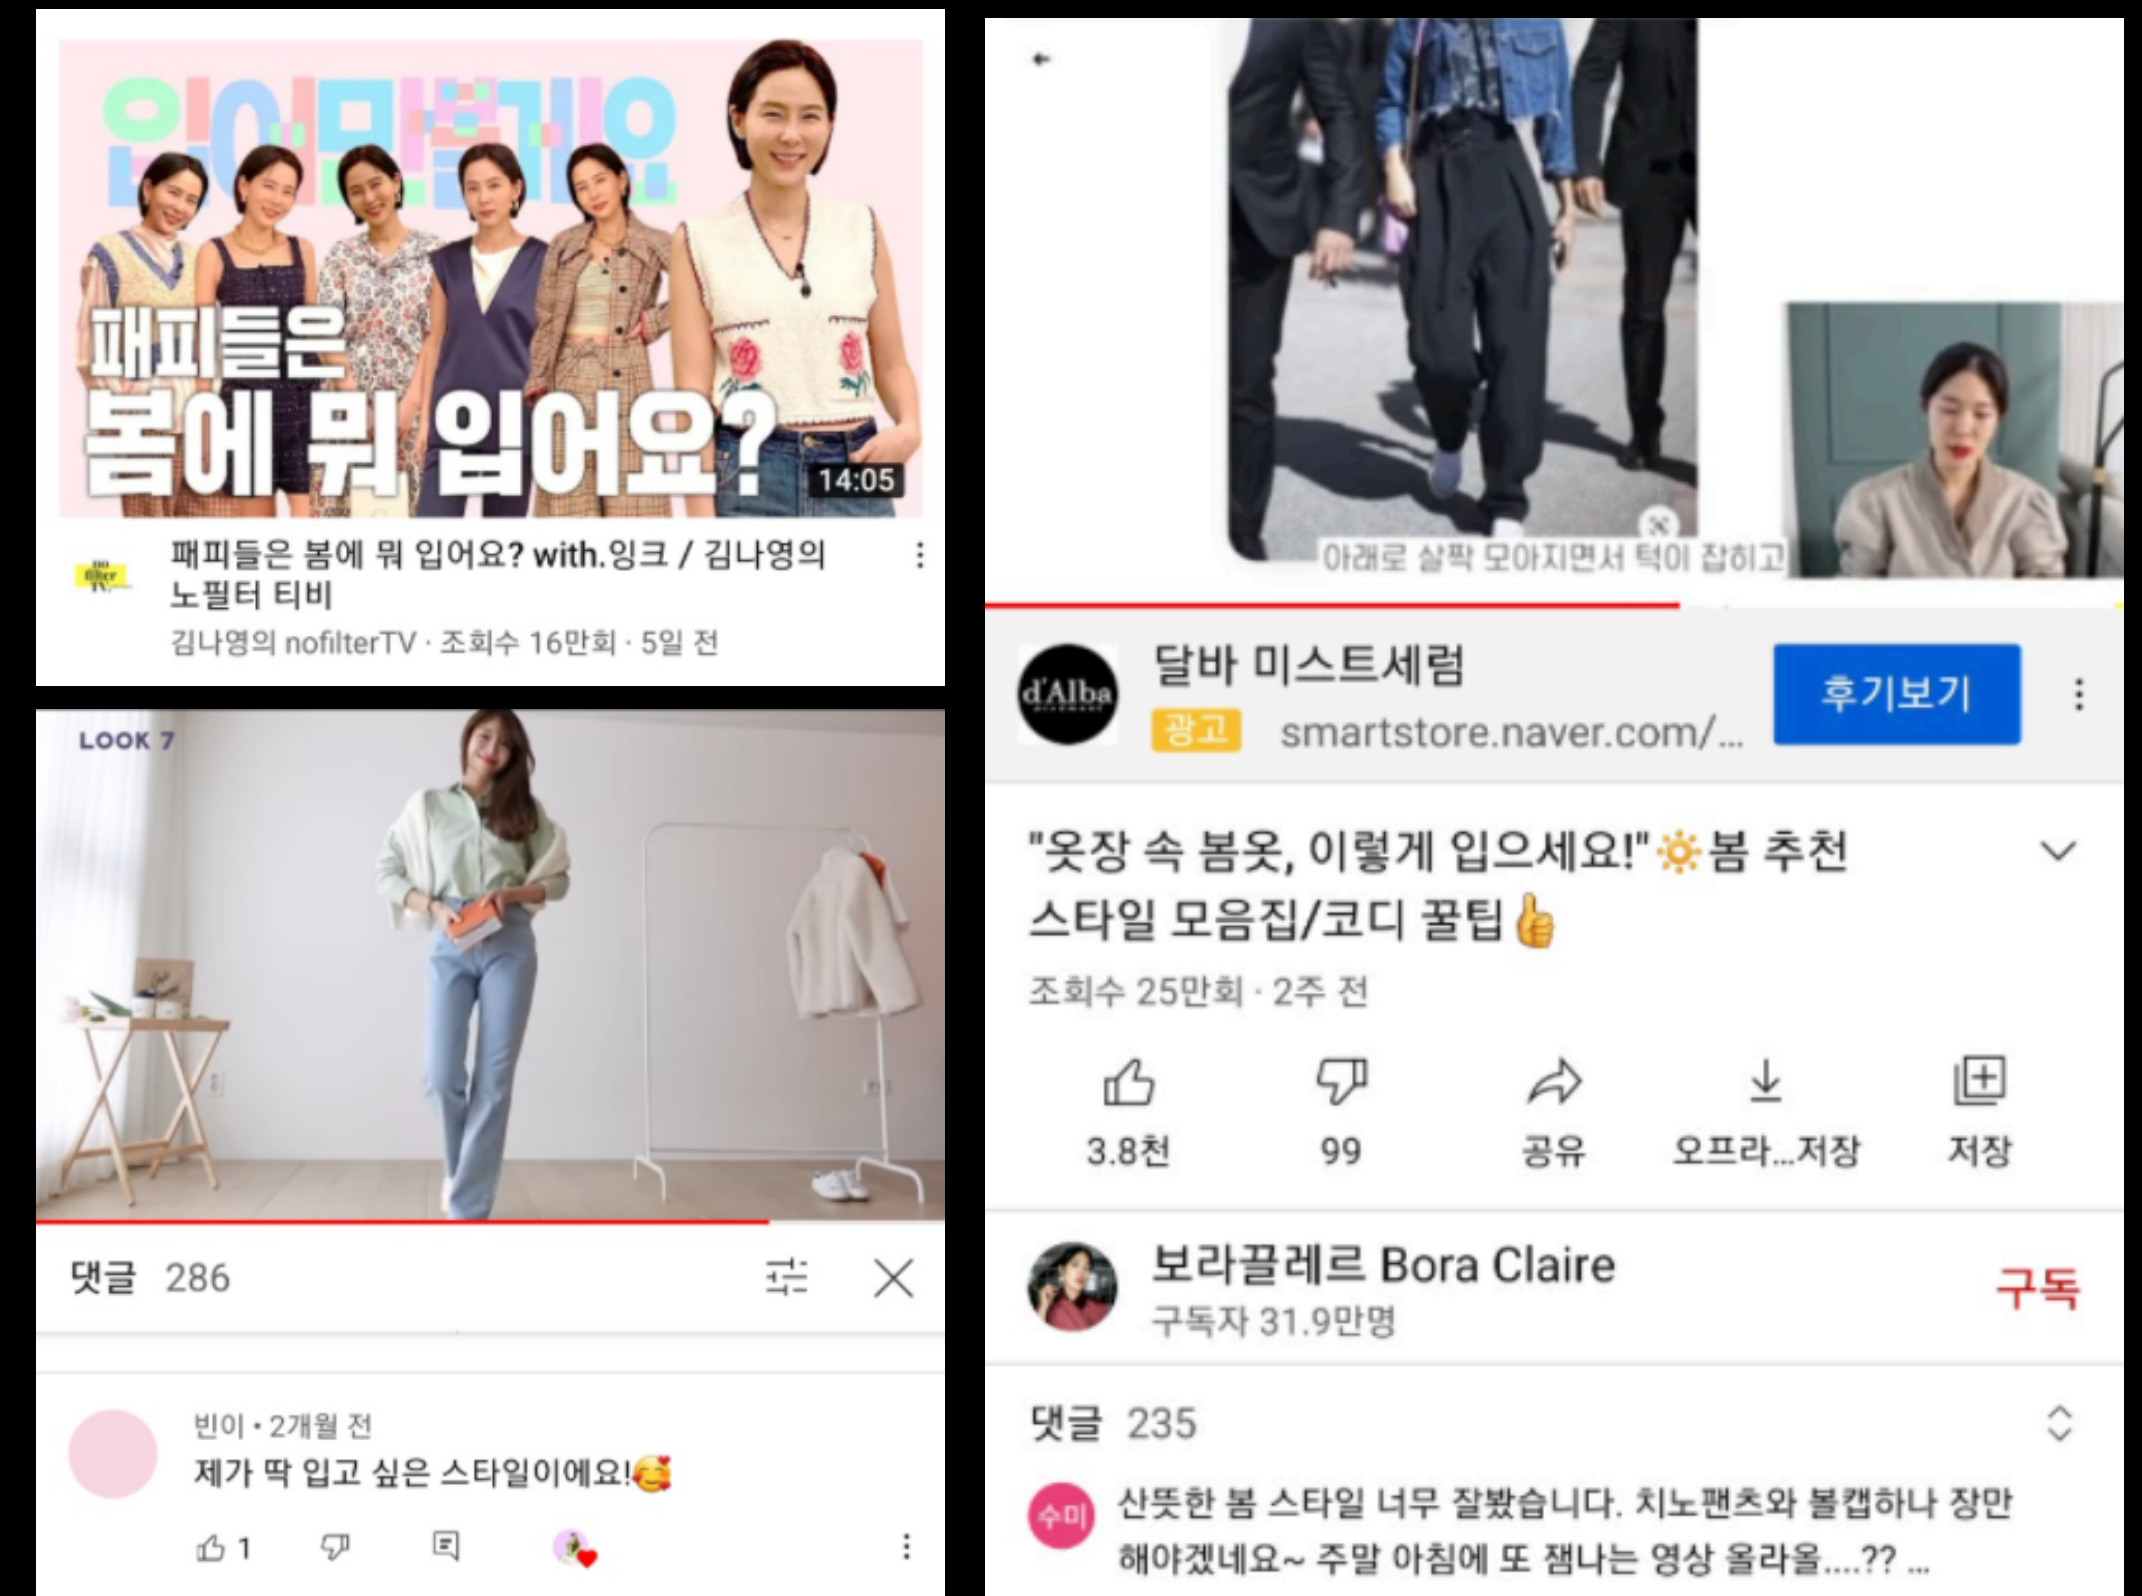 입어만볼게요
패피들은
봄에 뭐 입어요?
14:05
no
filter
TV.
패피들은 봄에 뭐 입어요? with.잉크 / 김나영의
노필터 티비
김나영의 nofilterTV · 조회수 16만회 · 5일 전
LOOK 7
댓글 286
빈이 • 2개월 전
제가 딱 입고 싶은 스타일이에요!🥰
1
아래로 살짝 모아지면서 턱이 잡히고
d'Alba
달바 미스트세럼
광고 smartstore.naver.com/...
후기보기
"옷장 속 봄옷, 이렇게 입으세요!"🔆봄 추천
스타일 모음집/코디 꿀팁👍
조회수 25만회 · 2주 전
3.8천 99 공유 오프라...저장 저장
보라끌레르 Bora Claire
구독자 31.9만명
구독
댓글 235
수미
산뜻한 봄 스타일 너무 잘봤습니다. 치노팬츠와 볼캡하나 장만
해야겠네요~ 주말 아침에 또 잼나는 영상 올라올....?? ...